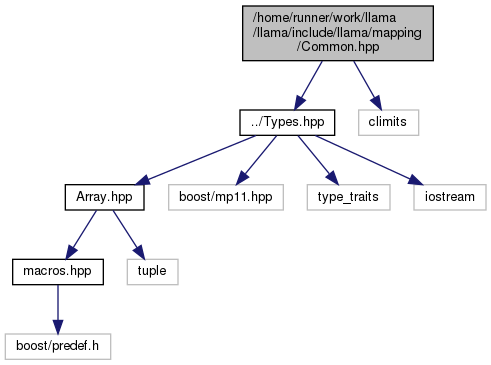 /home/runner/work/llama
/llama/include/llama/mapping
/Common.hpp
../Types.hpp
climits
Array.hpp
boost/mp11.hpp
type_traits
iostream
macros.hpp
tuple
boost/predef.h